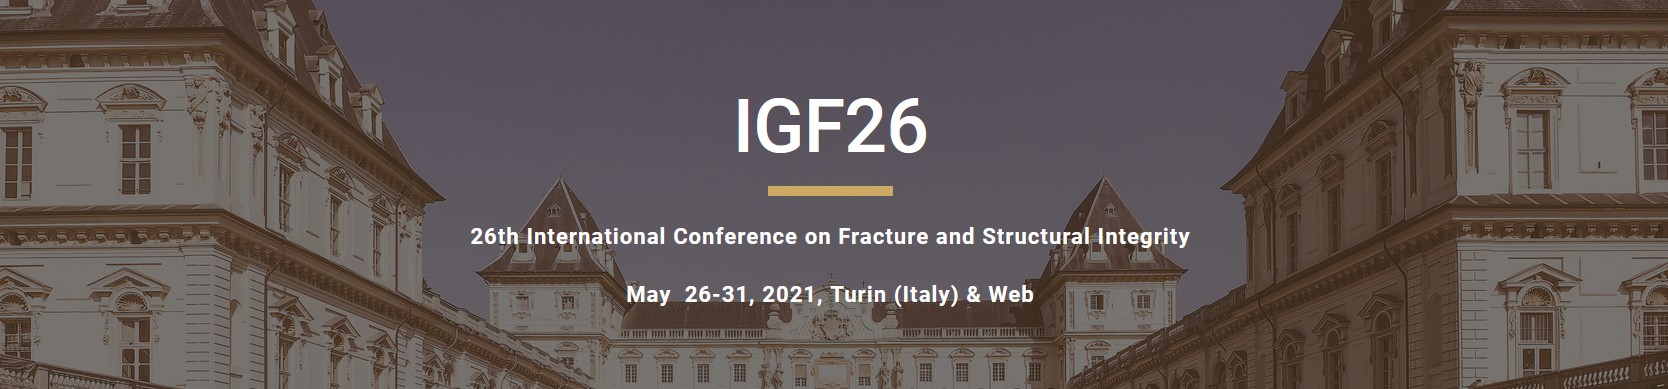 IGF26
26th International Conference on Fracture and Structural Integrity
May  26-31, 2021, Turin (Italy) & Web